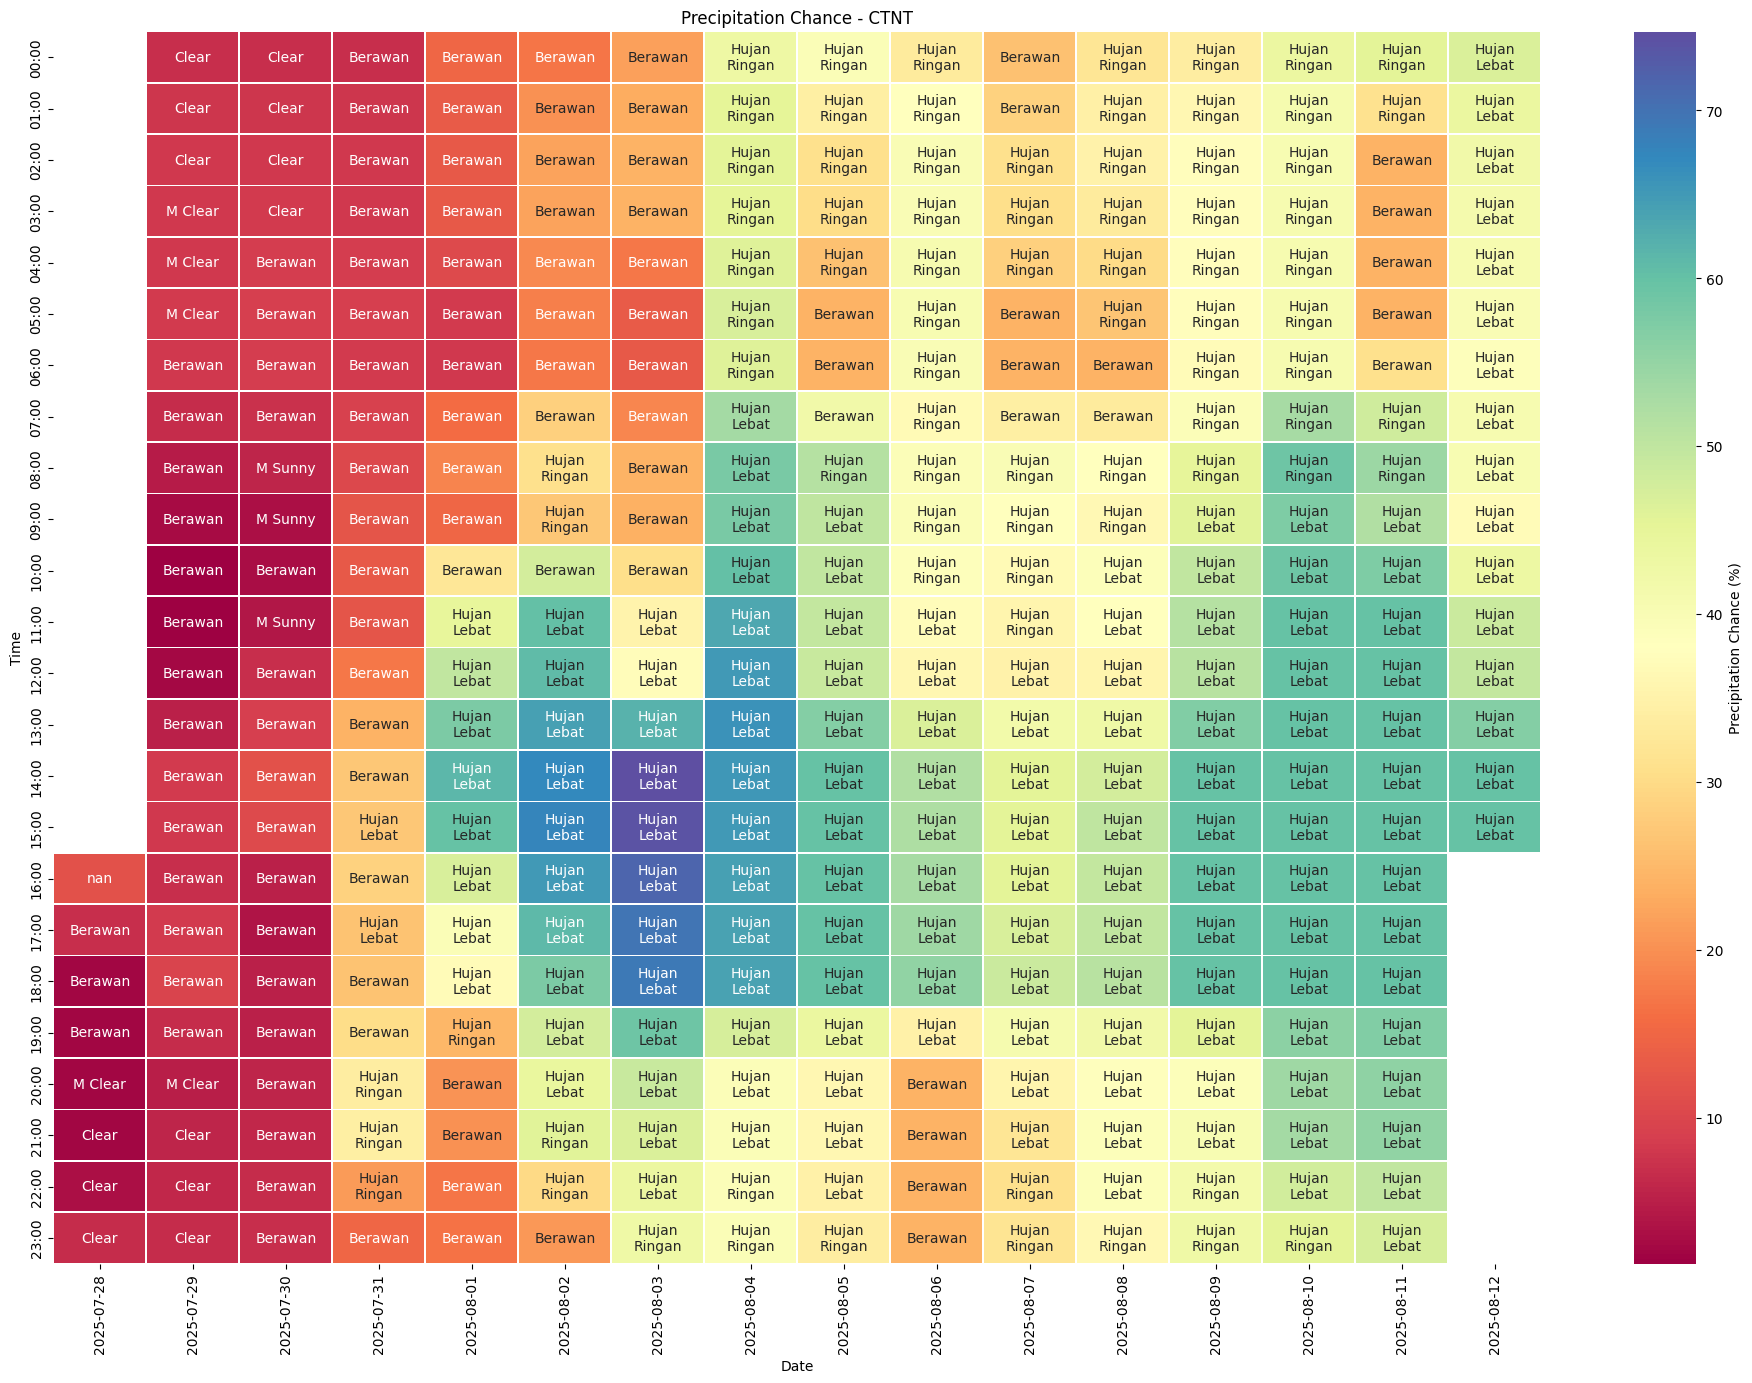 Precipitation Chance - CTNT
00:00 Clear Clear Berawan Berawan Berawan Berawan Hujan Ringan Hujan Ringan Hujan Ringan Berawan Hujan Ringan Hujan Ringan Hujan Ringan Hujan Ringan Hujan Lebat
01:00 Clear Clear Berawan Berawan Berawan Berawan Hujan Ringan Hujan Ringan Hujan Ringan Berawan Hujan Ringan Hujan Ringan Hujan Ringan Hujan Ringan Hujan Lebat
02:00 Clear Clear Berawan Berawan Berawan Berawan Hujan Ringan Hujan Ringan Hujan Ringan Hujan Ringan Hujan Ringan Hujan Ringan Hujan Ringan Berawan Hujan Lebat
03:00 M Clear Clear Berawan Berawan Berawan Berawan Hujan Ringan Hujan Ringan Hujan Ringan Hujan Ringan Hujan Ringan Hujan Ringan Hujan Ringan Berawan Hujan Lebat
04:00 M Clear Berawan Berawan Berawan Berawan Berawan Hujan Ringan Hujan Ringan Hujan Ringan Hujan Ringan Hujan Ringan Hujan Ringan Hujan Ringan Berawan Hujan Lebat
05:00 M Clear Berawan Berawan Berawan Berawan Berawan Hujan Ringan Berawan Hujan Ringan Berawan Hujan Ringan Hujan Ringan Hujan Ringan Berawan Hujan Lebat
06:00 Berawan Berawan Berawan Berawan Berawan Berawan Hujan Ringan Berawan Hujan Ringan Berawan Berawan Hujan Ringan Hujan Ringan Berawan Hujan Lebat
07:00 Berawan Berawan Berawan Berawan Berawan Berawan Hujan Lebat Berawan Hujan Ringan Berawan Berawan Hujan Ringan Hujan Ringan Hujan Ringan Hujan Lebat
08:00 Berawan M Sunny Berawan Berawan Hujan Ringan Berawan Hujan Lebat Hujan Ringan Hujan Ringan Hujan Ringan Hujan Ringan Hujan Ringan Hujan Ringan Hujan Ringan Hujan Lebat
09:00 Berawan M Sunny Berawan Berawan Hujan Ringan Berawan Hujan Lebat Hujan Lebat Hujan Ringan Hujan Ringan Hujan Ringan Hujan Lebat Hujan Lebat Hujan Lebat Hujan Lebat
10:00 Berawan Berawan Berawan Berawan Berawan Berawan Hujan Lebat Hujan Lebat Hujan Ringan Hujan Ringan Hujan Lebat Hujan Lebat Hujan Lebat Hujan Lebat Hujan Lebat
11:00 Berawan M Sunny Berawan Hujan Lebat Hujan Lebat Hujan Lebat Hujan Lebat Hujan Lebat Hujan Lebat Hujan Ringan Hujan Lebat Hujan Lebat Hujan Lebat Hujan Lebat Hujan Lebat
12:00 Berawan Berawan Berawan Hujan Lebat Hujan Lebat Hujan Lebat Hujan Lebat Hujan Lebat Hujan Lebat Hujan Lebat Hujan Lebat Hujan Lebat Hujan Lebat Hujan Lebat Hujan Lebat
13:00 Berawan Berawan Berawan Hujan Lebat Hujan Lebat Hujan Lebat Hujan Lebat Hujan Lebat Hujan Lebat Hujan Lebat Hujan Lebat Hujan Lebat Hujan Lebat Hujan Lebat Hujan Lebat
14:00 Berawan Berawan Berawan Hujan Lebat Hujan Lebat Hujan Lebat Hujan Lebat Hujan Lebat Hujan Lebat Hujan Lebat Hujan Lebat Hujan Lebat Hujan Lebat Hujan Lebat Hujan Lebat
15:00 Berawan Berawan Hujan Lebat Hujan Lebat Hujan Lebat Hujan Lebat Hujan Lebat Hujan Lebat Hujan Lebat Hujan Lebat Hujan Lebat Hujan Lebat Hujan Lebat Hujan Lebat Hujan Lebat
16:00 nan Berawan Berawan Berawan Hujan Lebat Hujan Lebat Hujan Lebat Hujan Lebat Hujan Lebat Hujan Lebat Hujan Lebat Hujan Lebat Hujan Lebat Hujan Lebat Hujan Lebat
17:00 Berawan Berawan Berawan Hujan Lebat Hujan Lebat Hujan Lebat Hujan Lebat Hujan Lebat Hujan Lebat Hujan Lebat Hujan Lebat Hujan Lebat Hujan Lebat Hujan Lebat Hujan Lebat
18:00 Berawan Berawan Berawan Berawan Hujan Lebat Hujan Lebat Hujan Lebat Hujan Lebat Hujan Lebat Hujan Lebat Hujan Lebat Hujan Lebat Hujan Lebat Hujan Lebat Hujan Lebat
19:00 Berawan Berawan Berawan Berawan Hujan Ringan Hujan Lebat Hujan Lebat Hujan Lebat Hujan Lebat Hujan Lebat Hujan Lebat Hujan Lebat Hujan Lebat Hujan Lebat Hujan Lebat
20:00 M Clear M Clear Berawan Hujan Ringan Berawan Hujan Lebat Hujan Lebat Hujan Lebat Hujan Lebat Berawan Hujan Lebat Hujan Lebat Hujan Lebat Hujan Lebat Hujan Lebat
21:00 Clear Clear Berawan Hujan Ringan Berawan Hujan Ringan Hujan Lebat Hujan Lebat Hujan Lebat Berawan Hujan Lebat Hujan Lebat Hujan Lebat Hujan Lebat Hujan Lebat
22:00 Clear Clear Berawan Hujan Ringan Berawan Hujan Ringan Hujan Lebat Hujan Ringan Hujan Lebat Berawan Hujan Ringan Hujan Lebat Hujan Ringan Hujan Lebat Hujan Lebat
23:00 Clear Clear Berawan Berawan Berawan Berawan Hujan Ringan Hujan Ringan Hujan Ringan Berawan Hujan Ringan Hujan Ringan Hujan Ringan Hujan Ringan Hujan Lebat
Time
2025-07-28 2025-07-29 2025-07-30 2025-07-31 2025-08-01 2025-08-02 2025-08-03 2025-08-04 2025-08-05 2025-08-06 2025-08-07 2025-08-08 2025-08-09 2025-08-10 2025-08-11 2025-08-12
Date
70
60
50
40
30
20
10
Precipitation Chance (%)